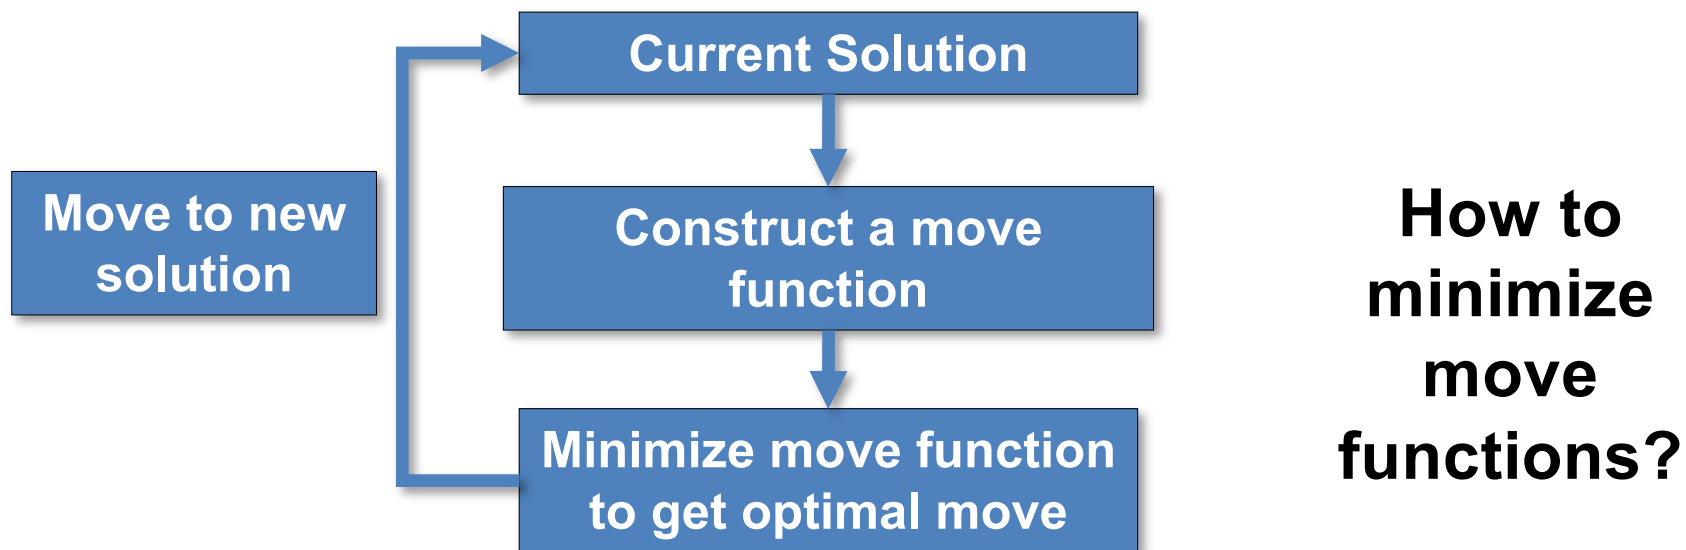 Current Solution
Move to new
solution
Construct a move
function
Minimize move function
to get optimal move
How to
minimize
move
functions?